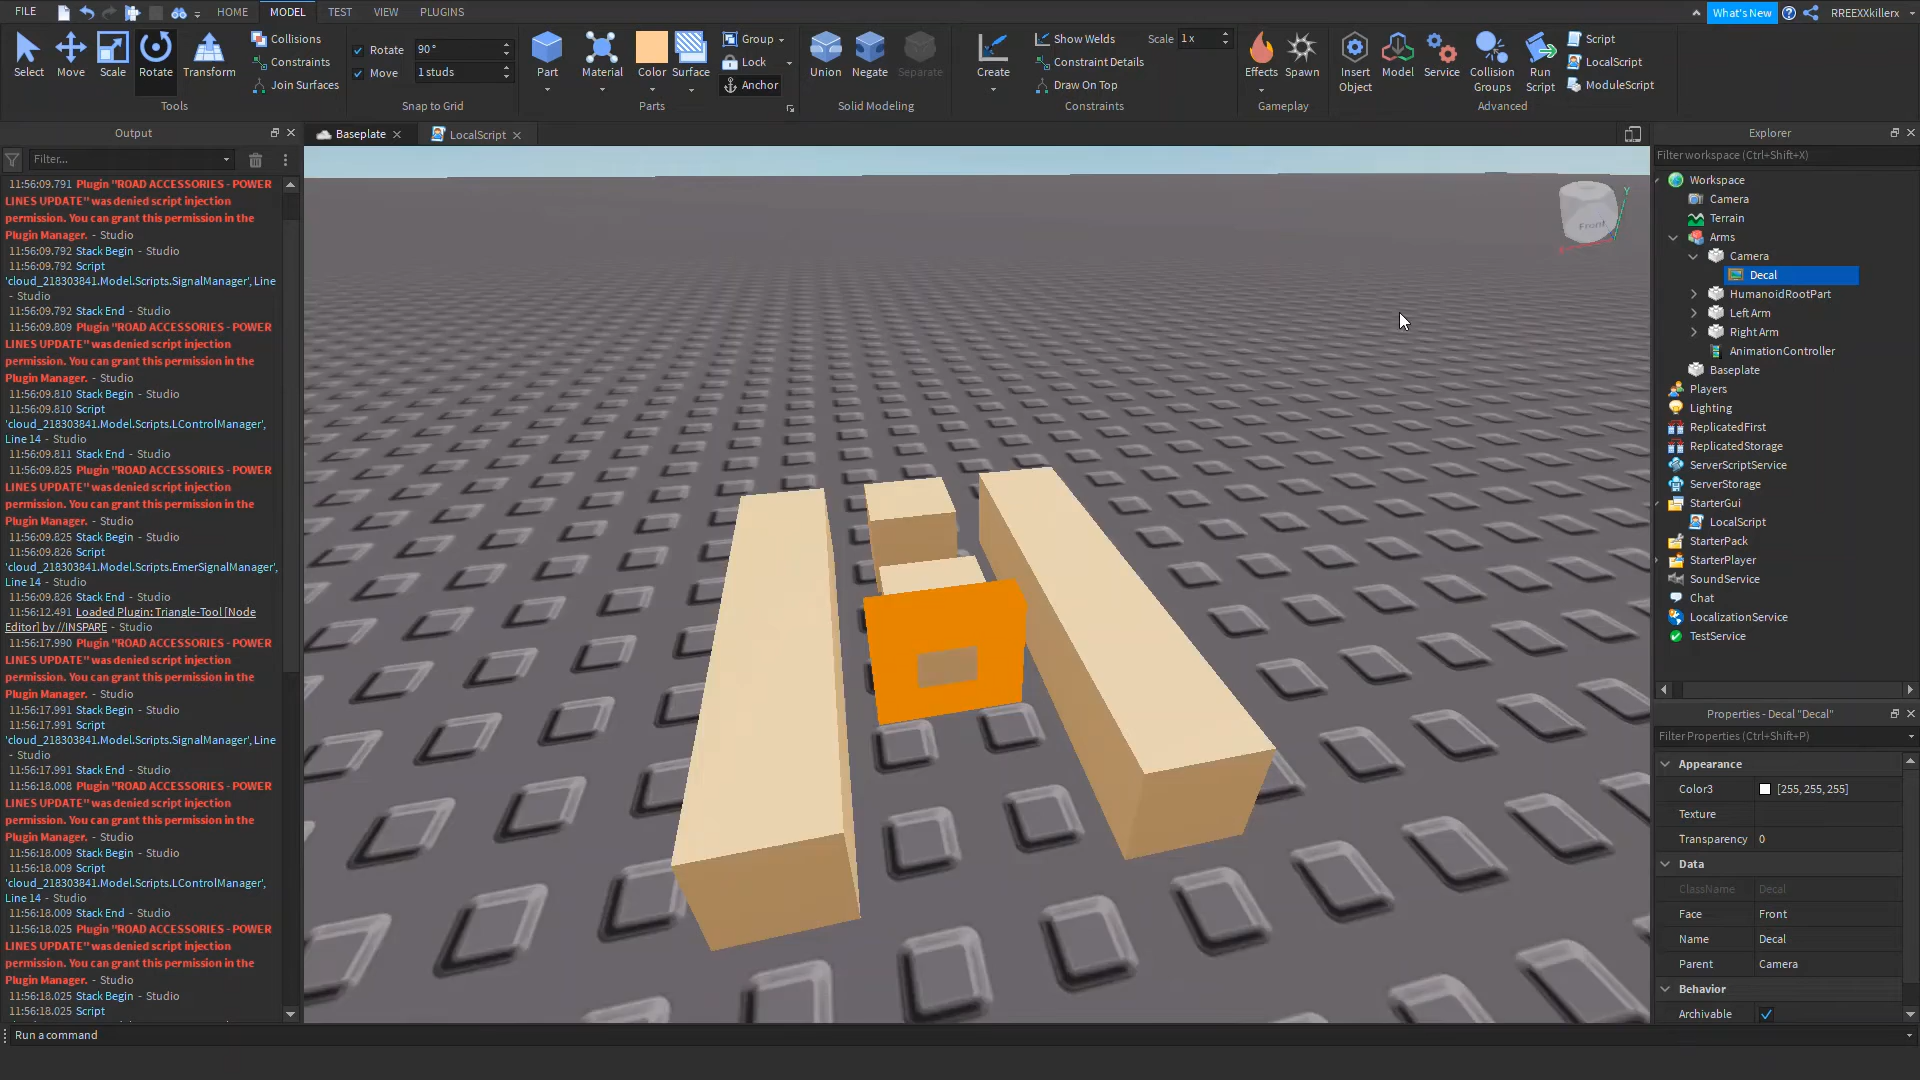 FILE
HOME
MODEL
TEST
VIEW
PLUGINS
What's New
RREEXXkillerx
Select
Move
Scale
Rotate
Transform
Tools
Collisions
Constraints
Join Surfaces
Rotate 90°
Move 1 studs
Snap to Grid
Part
Material
Color
Surface
Group
Lock
Anchor
Parts
Union
Negate
Separate
Solid Modeling
Create
Show Welds
Scale 1x
Constraint Details
Draw On Top
Constraints
Effects
Spawn
Gameplay
Insert
Object
Model
Service
Collision
Groups
Run
Script
Script
LocalScript
ModuleScript
Advanced
Output
Filter...
11:56:09.791 Plugin "ROAD ACCESSORIES - POWER
LINES UPDATE" was denied script injection
permission. You can grant this permission in the
Plugin Manager. - Studio
11:56:09.792 Stack Begin - Studio
11:56:09.792 Script
'cloud_218303841.Model.Scripts.SignalManager', Line
- Studio
11:56:09.792 Stack End - Studio
11:56:09.809 Plugin "ROAD ACCESSORIES - POWER
LINES UPDATE" was denied script injection
permission. You can grant this permission in the
Plugin Manager. - Studio
11:56:09.810 Stack Begin - Studio
11:56:09.810 Script
'cloud_218303841.Model.Scripts.LControlManager',
Line 14 - Studio
11:56:09.811 Stack End - Studio
11:56:09.825 Plugin "ROAD ACCESSORIES - POWER
LINES UPDATE" was denied script injection
permission. You can grant this permission in the
Plugin Manager. - Studio
11:56:09.825 Stack Begin - Studio
11:56:09.826 Script
'cloud_218303841.Model.Scripts.EmerSignalManager',
Line 14 - Studio
11:56:09.826 Stack End - Studio
11:56:12.491 Loaded Plugin: Triangle-Tool [Node
Editor] by //INSPARE - Studio
11:56:17.990 Plugin "ROAD ACCESSORIES - POWER
LINES UPDATE" was denied script injection
permission. You can grant this permission in the
Plugin Manager. - Studio
11:56:17.991 Stack Begin - Studio
11:56:17.991 Script
'cloud_218303841.Model.Scripts.SignalManager', Line
- Studio
11:56:17.991 Stack End - Studio
11:56:18.008 Plugin "ROAD ACCESSORIES - POWER
LINES UPDATE" was denied script injection
permission. You can grant this permission in the
Plugin Manager. - Studio
11:56:18.009 Stack Begin - Studio
11:56:18.009 Script
'cloud_218303841.Model.Scripts.LControlManager',
Line 14 - Studio
11:56:18.009 Stack End - Studio
11:56:18.025 Plugin "ROAD ACCESSORIES - POWER
LINES UPDATE" was denied script injection
permission. You can grant this permission in the
Plugin Manager. - Studio
11:56:18.025 Stack Begin - Studio
11:56:18.025 Script
Run a command
Baseplate
LocalScript
Front
Y
Explorer
Filter workspace (Ctrl+Shift+X)
Workspace
Camera
Terrain
Arms
Camera
Decal
HumanoidRootPart
Left Arm
Right Arm
AnimationController
Baseplate
Players
Lighting
ReplicatedFirst
ReplicatedStorage
ServerScriptService
ServerStorage
StarterGui
LocalScript
StarterPack
StarterPlayer
SoundService
Chat
LocalizationService
TestService
Properties - Decal "Decal"
Filter Properties (Ctrl+Shift+P)
Appearance
Color3 [255, 255, 255]
Texture
Transparency 0
Data
ClassName Decal
Face Front
Name Decal
Parent Camera
Behavior
Archivable